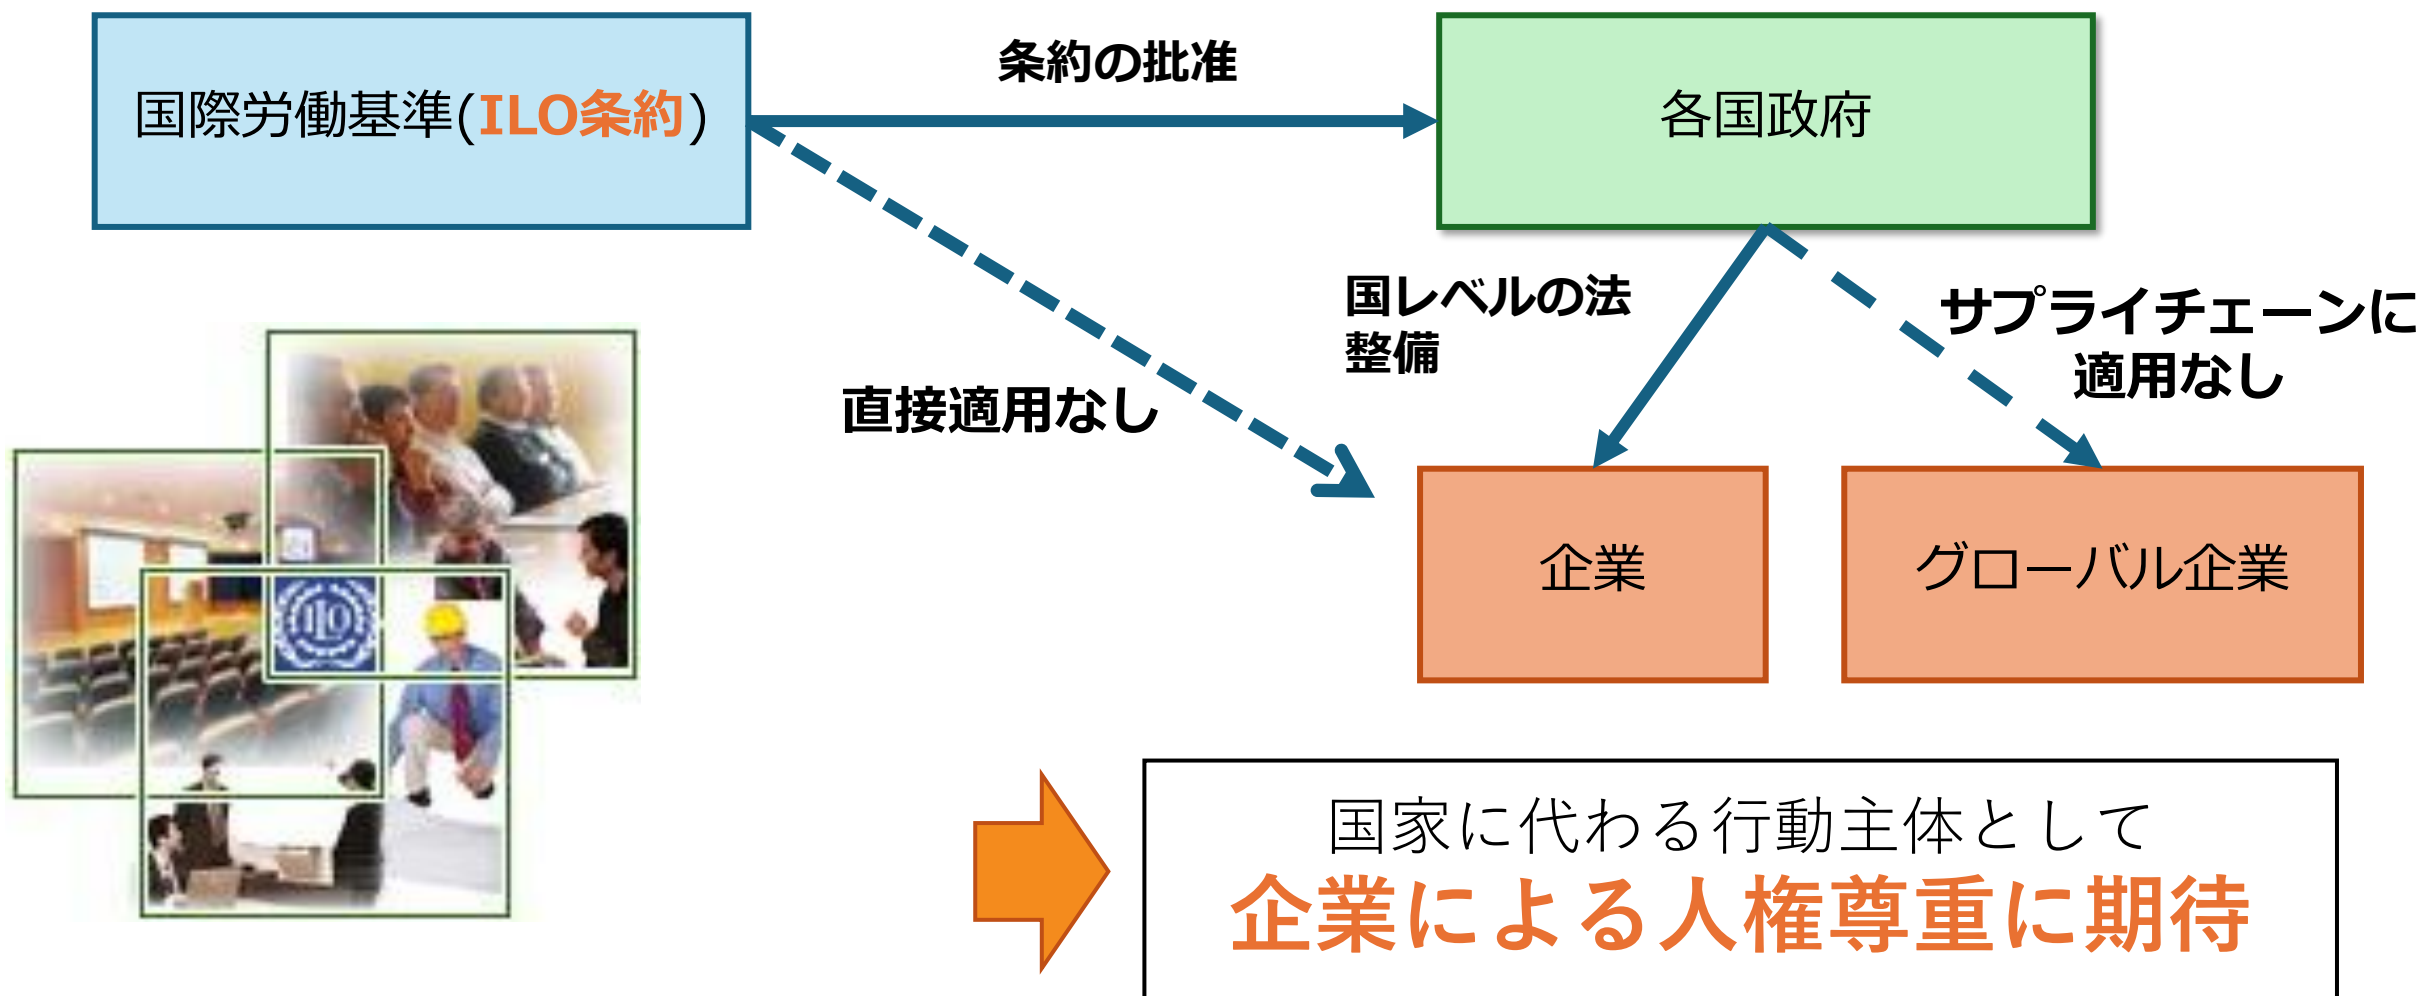 国際労働基準(ILO条約)
条約の批准
各国政府
国レベルの法
整備
サプライチェーンに
適用なし
直接適用なし
企業
グローバル企業
ILO
国家に代わる行動主体として
企業による人権尊重に期待